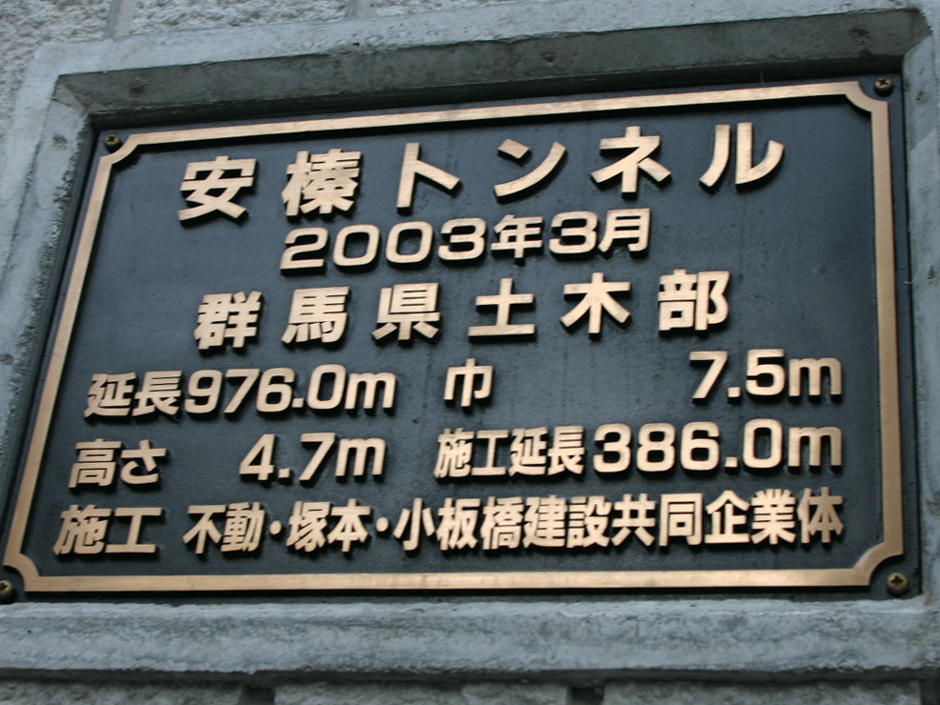 安榛トンネル
2003年3月
群馬県土木部
延長976.0m 巾 7.5m
高さ 4.7m 施工延長386.0m
施工 不動・塚本・小板橋建設共同企業体